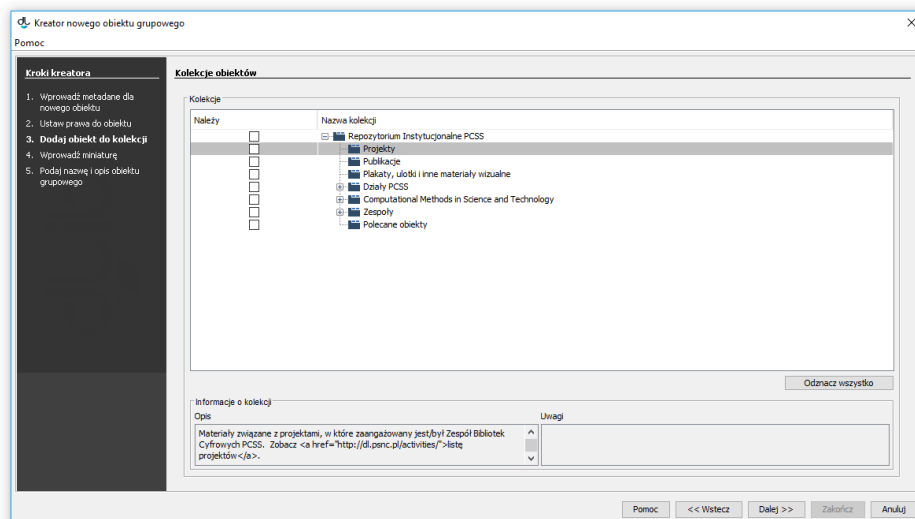 dL Kreator nowego obiektu grupowego
Pomoc
Kroki kreatora
1. Wprowadź metadane dla
nowego obiektu
2. Ustaw prawa do obiektu
3. Dodaj obiekt do kolekcji
4. Wprowadź miniaturę
5. Podaj nazwę i opis obiektu
grupowego
Kolekcje obiektów
Kolekcje
Należy Nazwa kolekcji
Repozytorium Instytucjonalne PCSS
Projekty
Publikacje
Plakaty, ulotki i inne materiały wizualne
Działy PCSS
Computational Methods in Science and Technology
Zespoły
Polecane obiekty
Odznacz wszystko
Informacje o kolekcji
Opis Uwagi
Materiały związane z projektami, w które zaangażowany jest/był Zespół Bibliotek
Cyfrowych PCSS. Zobacz <a href="http://dl.psnc.pl/activities/">listę
projektów</a>.
Pomoc << Wstecz Dalej >> Zakończ Anuluj